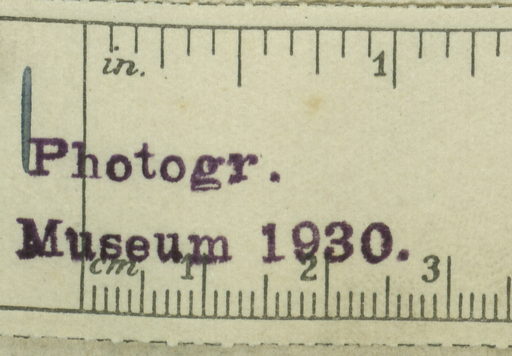 in. 1
Photogr.
Museum 1930.
cm 1 2 3